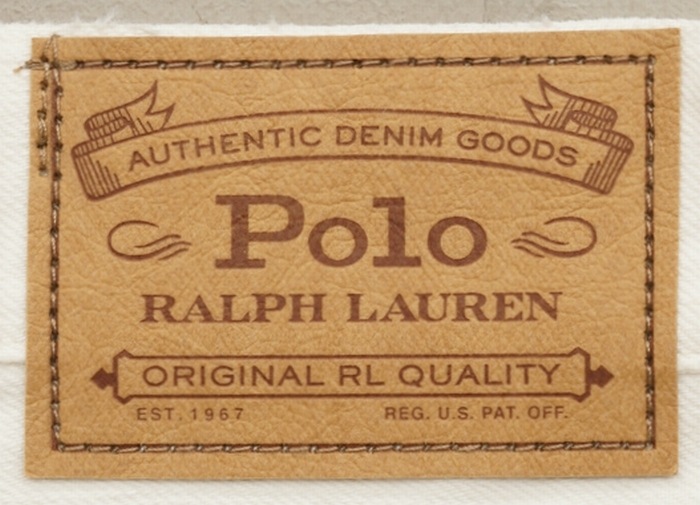 AUTHENTIC DENIM GOODS
Polo
RALPH LAUREN
ORIGINAL RL QUALITY
EST. 1967 REG. U.S. PAT. OFF.